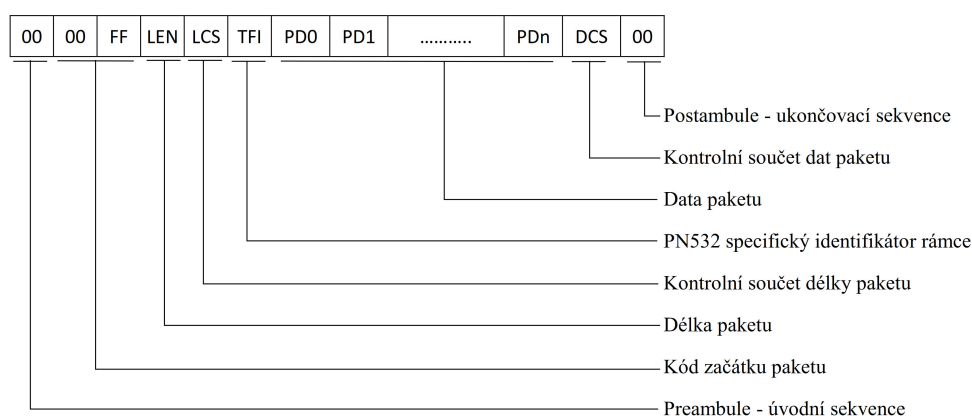 00 00 FF LEN LCS TFI PD0 PD1 ........... PDn DCS 00
Postambule - ukončovací sekvence
Kontrolní součet dat paketu
Data paketu
PN532 specifický identifikátor rámce
Kontrolní součet délky paketu
Délka paketu
Kód začátku paketu
Preambule - úvodní sekvence